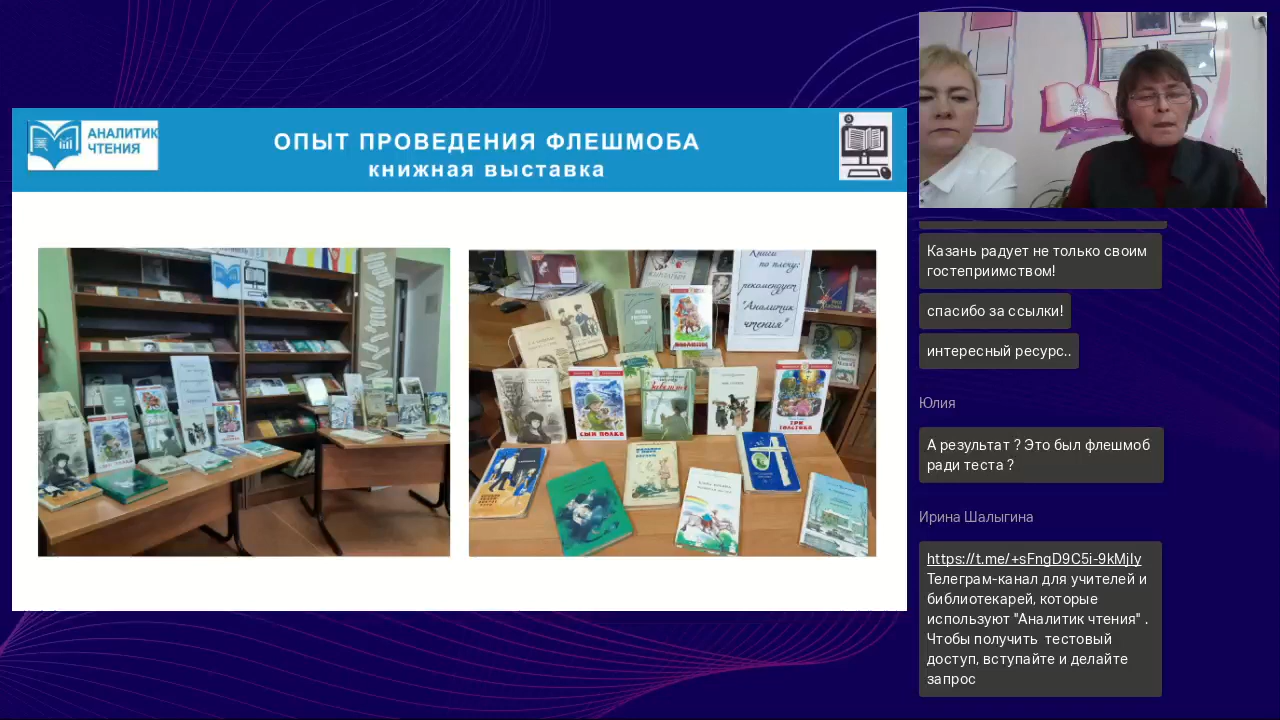 АНАЛИТИК
ЧТЕНИЯ
ОПЫТ ПРОВЕДЕНИЯ ФЛЕШМОБА
книжная выставка
Книги
по плечу:
рекомендует
"Аналитик
чтения"
СЫН ПОЛКА
ТРИ
ТОЛСТЯКА
Казань радует не только своим
гостеприимством!
спасибо за ссылки!
интересный ресурс..
Юлия
А результат ? Это был флешмоб
ради теста ?
Ирина Шалыгина
https://t.me/+sFngD9C5i-9kMjIy
Телеграм-канал для учителей и
библиотекарей, которые
используют "Аналитик чтения" .
Чтобы получить  тестовый
доступ, вступайте и делайте
запрос